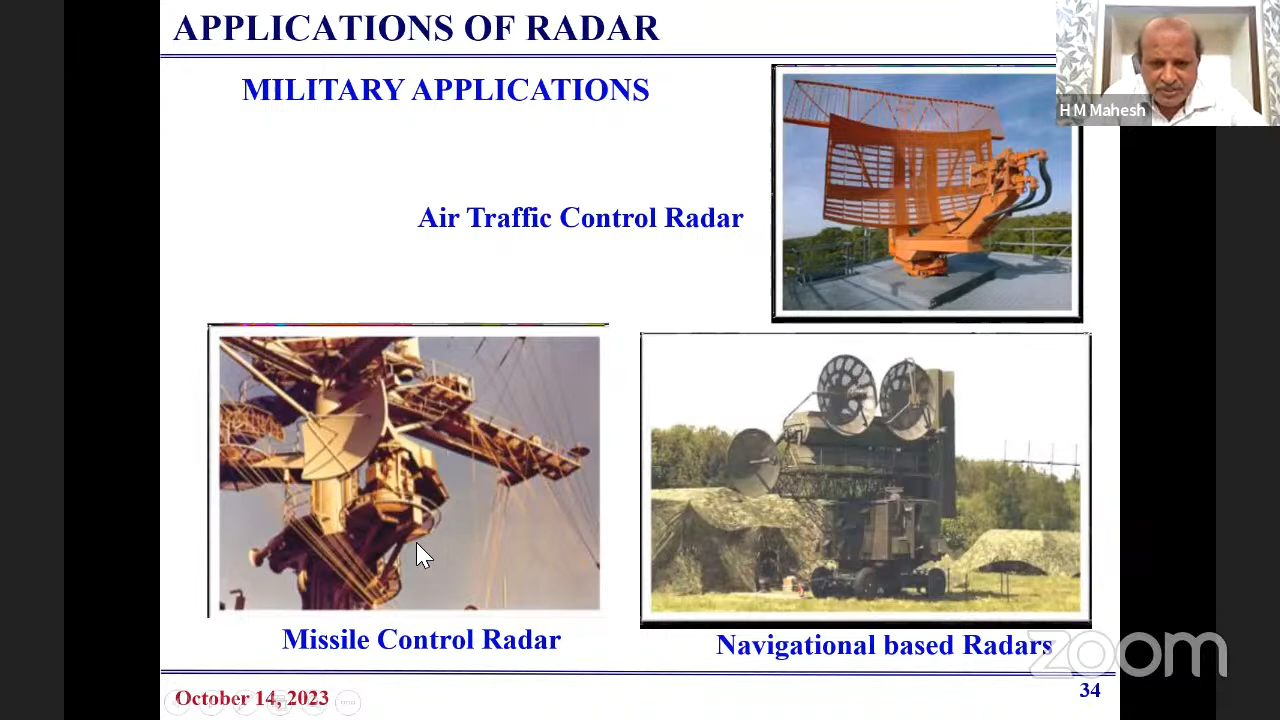 APPLICATIONS OF RADAR
MILITARY APPLICATIONS
H M Mahesh
Air Traffic Control Radar
Missile Control Radar
Navigational based Radars
zoom
October 14, 2023
34